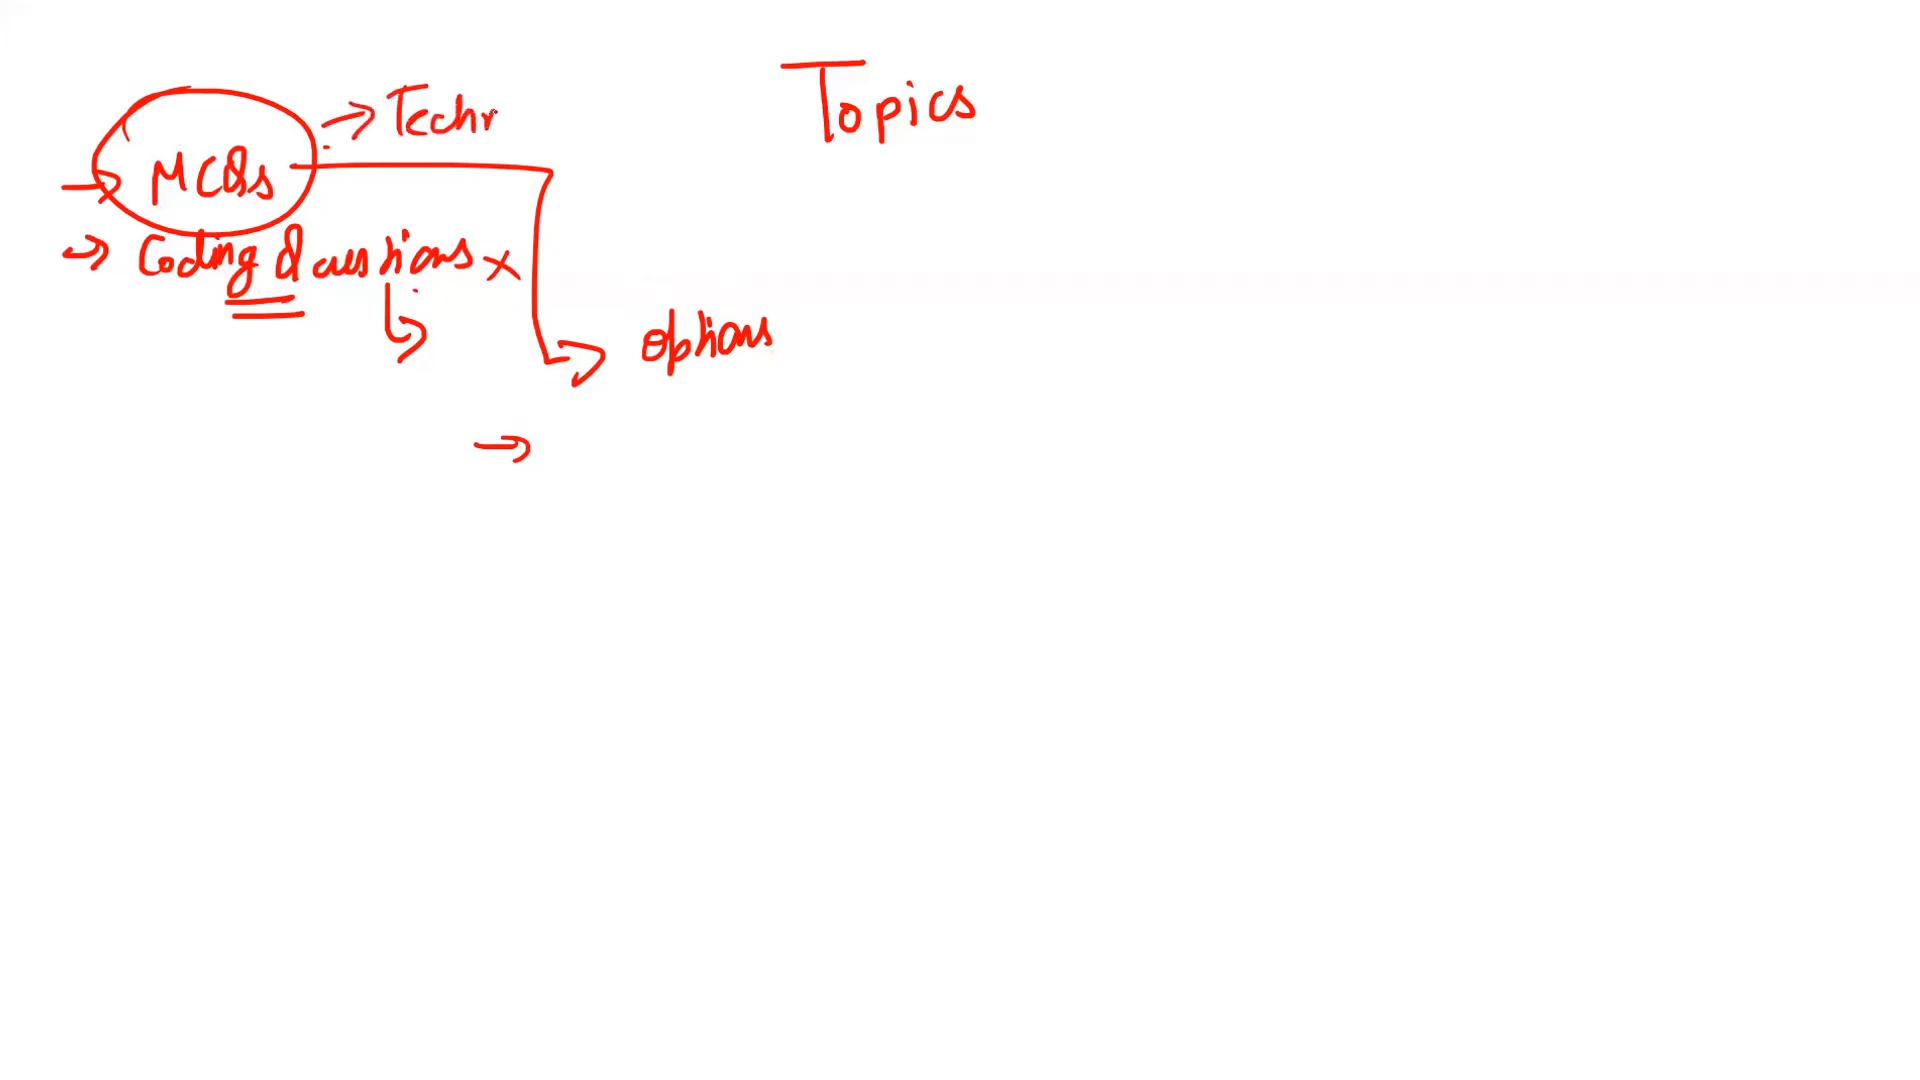 Topics
→ Techn
→ MCQs
→ Coding Questions ×
options
→